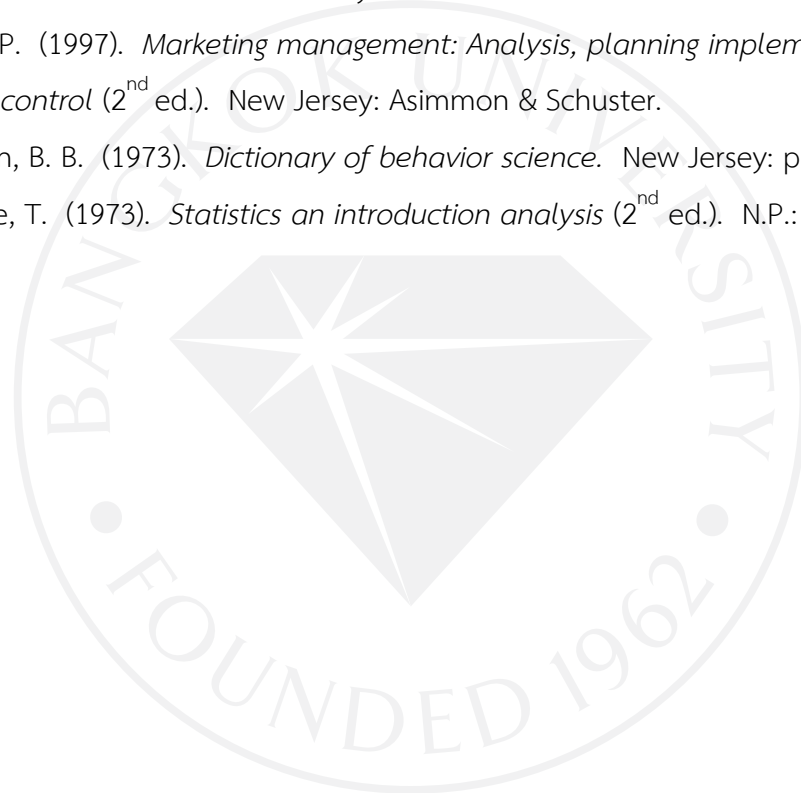 P. (1997). Marketing management: Analysis, planning implem
control (2nd ed.). New Jersey: Asimmon & Schuster.
n, B. B. (1973). Dictionary of behavior science. New Jersey: p
e, T. (1973). Statistics an introduction analysis (2nd ed.). N.P.:
BANGKOK UNIVERSITY
• FOUNDED 1962 •